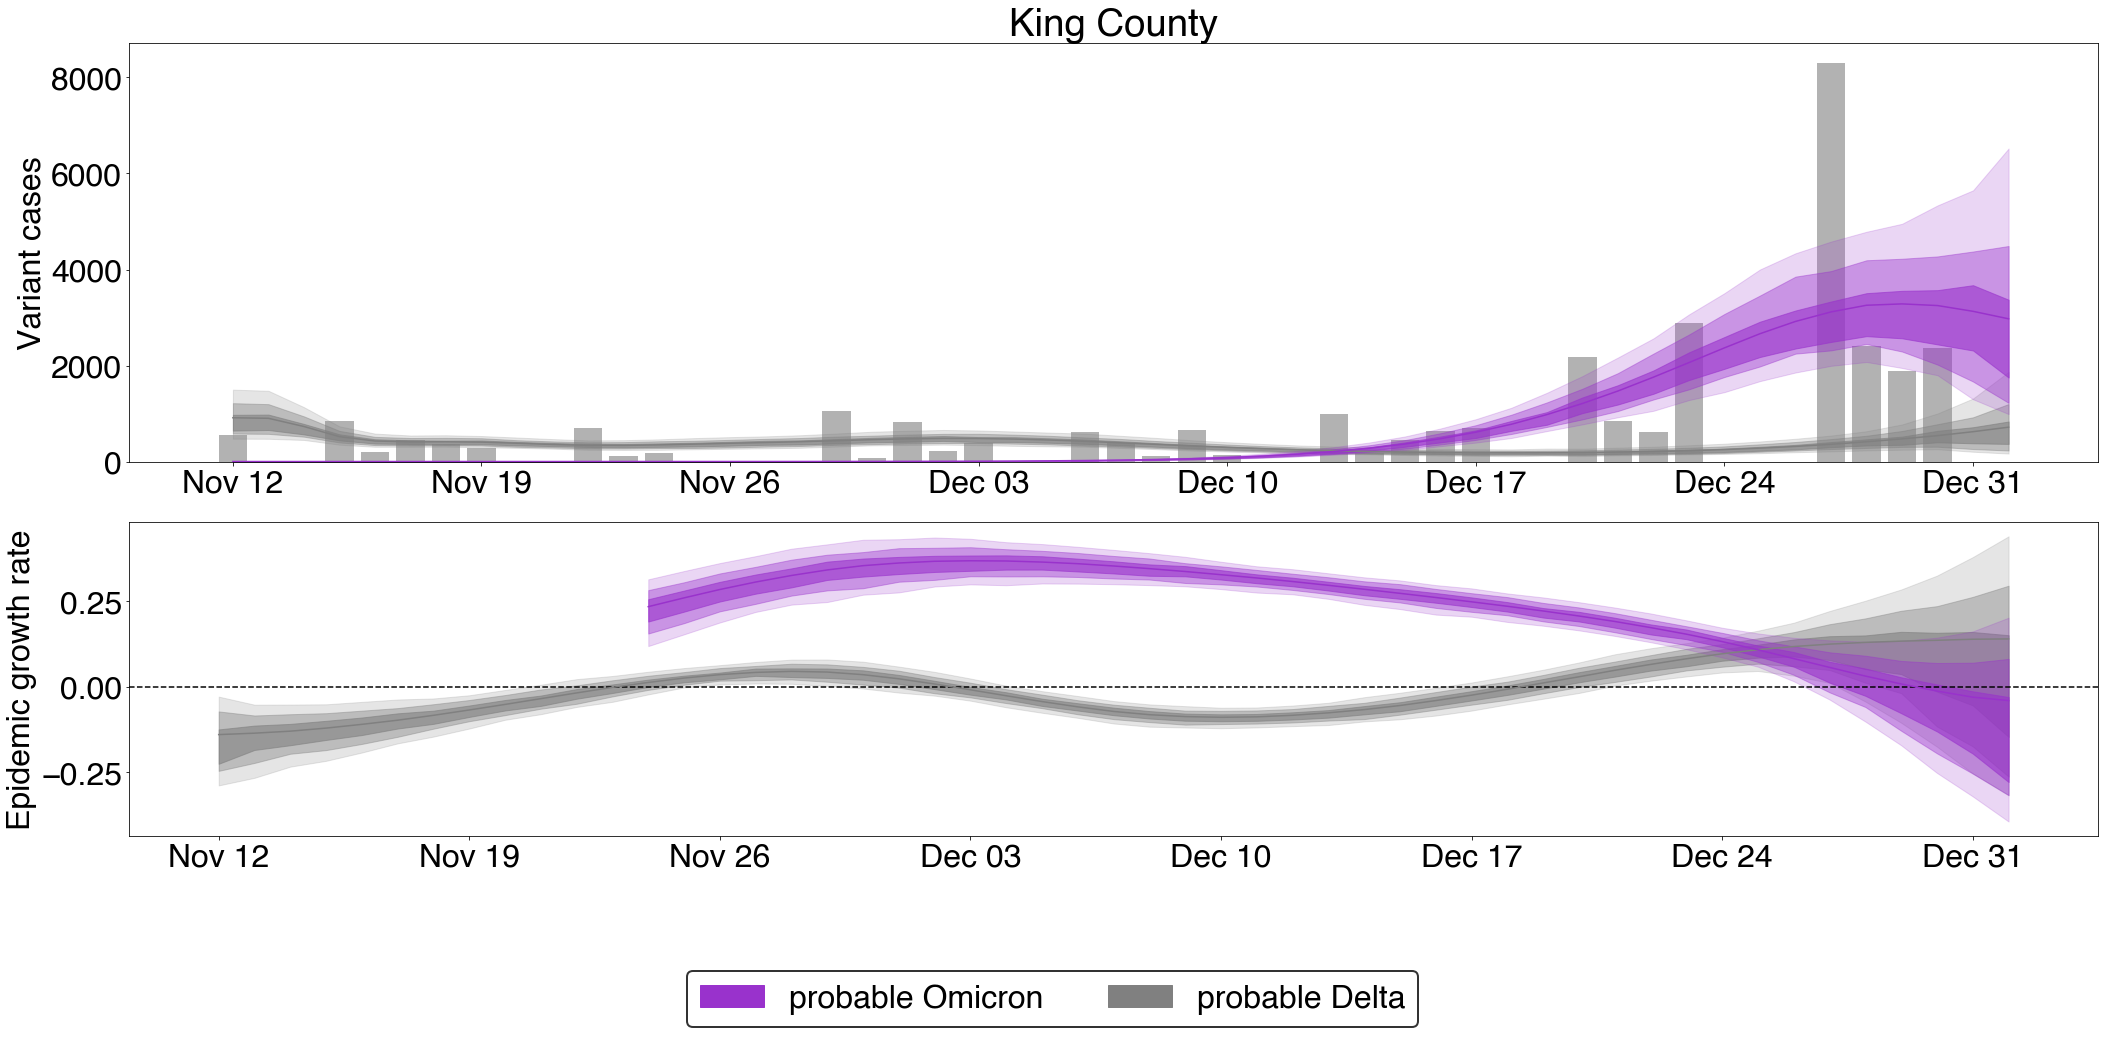 King County
Variant cases
8000
6000
4000
2000
0
Nov 12 Nov 19 Nov 26 Dec 03 Dec 10 Dec 17 Dec 24 Dec 31
Epidemic growth rate
0.25
0.00
−0.25
Nov 12 Nov 19 Nov 26 Dec 03 Dec 10 Dec 17 Dec 24 Dec 31
probable Omicron probable Delta